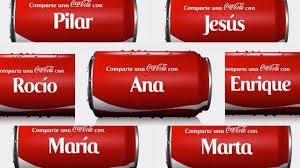 Comparte una Coca-Cola con
Pilar
Comparte una Coca-Cola con
Jesús
Comparte una Coca-Cola con
Rocío
Comparte una Coca-Cola con
Ana
Comparte una Coca-Cola con
Enrique
Comparte una Coca-Cola con
María
Comparte una Coca-Cola con
Marta